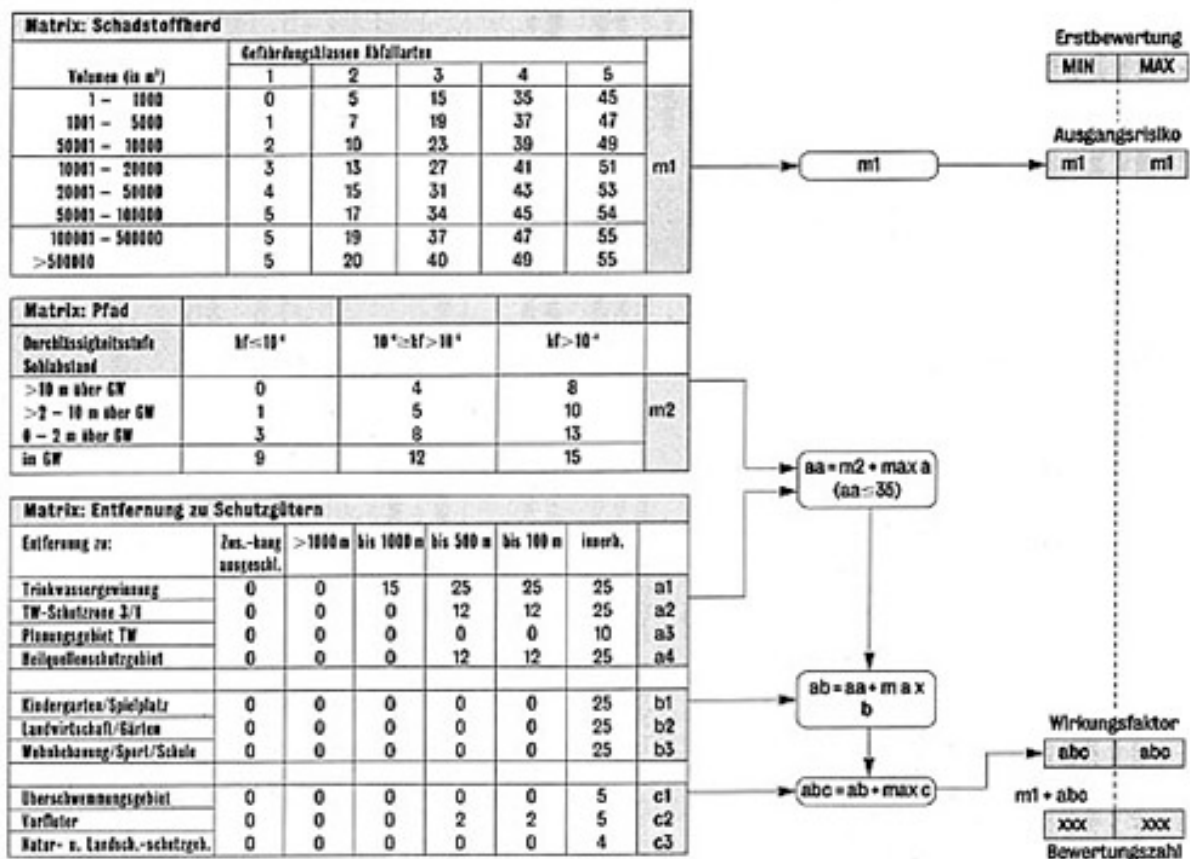 Matrix: Schadstoffherd
Gefährdungsklassen Abfallarten
Volumen (in m³) 1 2 3 4 5
1 – 1000 0 5 15 35 45
1001 – 5000 1 7 19 37 47
50001 – 10000 2 10 23 39 49
10001 – 20000 3 13 27 41 51
20001 – 50000 4 15 31 43 53
50001 – 100000 5 17 34 45 54
100001 – 500000 5 19 37 47 55
>500000 5 20 40 49 55
m1
m1
Erstbewertung
MIN MAX
Ausgangsrisiko
m1 m1
Matrix: Pfad
Durchlässigkeitsstufe
Sohlabstand
>10 m über GW 0 4 8
>2 – 10 m über GW 1 5 10
0 – 2 m über GW 3 8 13
im GW 9 12 15
m2
aa = m2 + max a
(aa ≤ 35)
Matrix: Entfernung zu Schutzgütern
Entfernung zu: Zus.-hang ausgeschl. >1000 m bis 1000 m bis 500 m bis 100 m innerh.
Trinkwassergewinnung 0 0 15 25 25 25 a1
TW-Schutzzone 0 0 0 12 12 25 a2
Planungsgebiet TW 0 0 0 0 0 10 a3
Heilquellenschutzgebiet 0 0 0 12 12 25 a4
Kindergarten/Spielplatz 0 0 0 0 0 25 b1
Landwirtschaft/Gärten 0 0 0 0 0 25 b2
Wohnbebauung/Sport/Schule 0 0 0 0 0 25 b3
Überschwemmungsgebiet 0 0 0 0 0 5 c1
Vorfluter 0 0 0 2 2 5 c2
Natur- u. Landsch.-schutzgeb. 0 0 0 0 0 4 c3
ab = aa + m a x
b
abc = ab + max c
Wirkungsfaktor
abc abc
m1 + abc
xxx xxx
Bewertungszahl